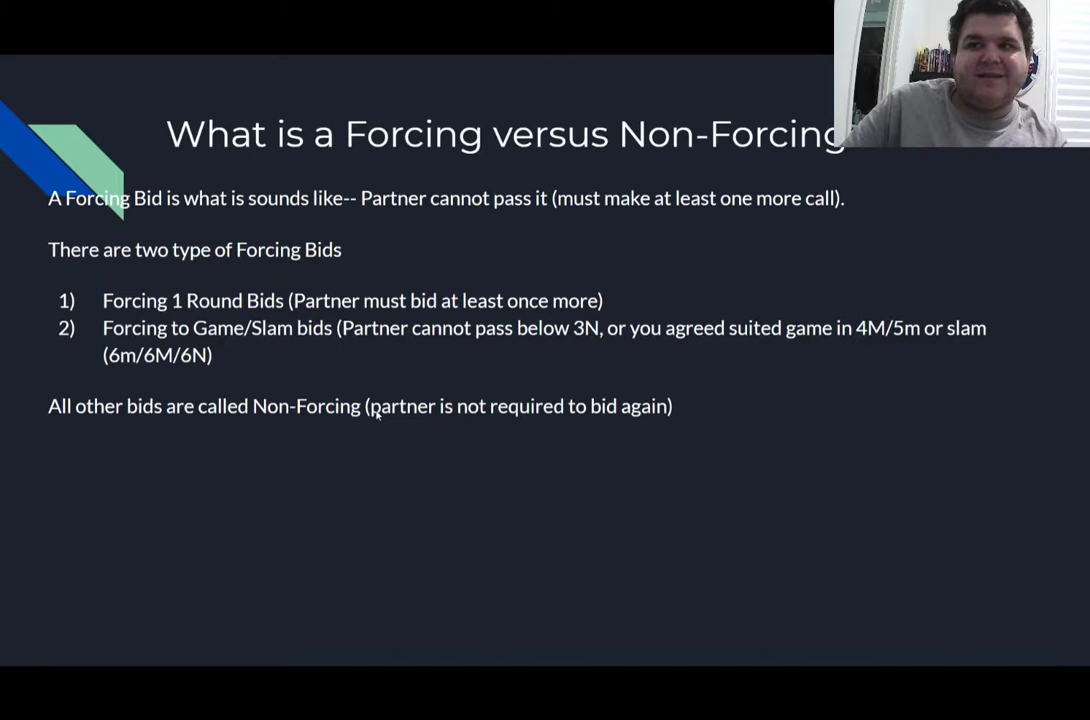 What is a Forcing versus Non-Forcing
A Forcing Bid is what is sounds like-- Partner cannot pass it (must make at least one more call).
There are two type of Forcing Bids
1) Forcing 1 Round Bids (Partner must bid at least once more)
2) Forcing to Game/Slam bids (Partner cannot pass below 3N, or you agreed suited game in 4M/5m or slam
(6m/6M/6N)
All other bids are called Non-Forcing (partner is not required to bid again)